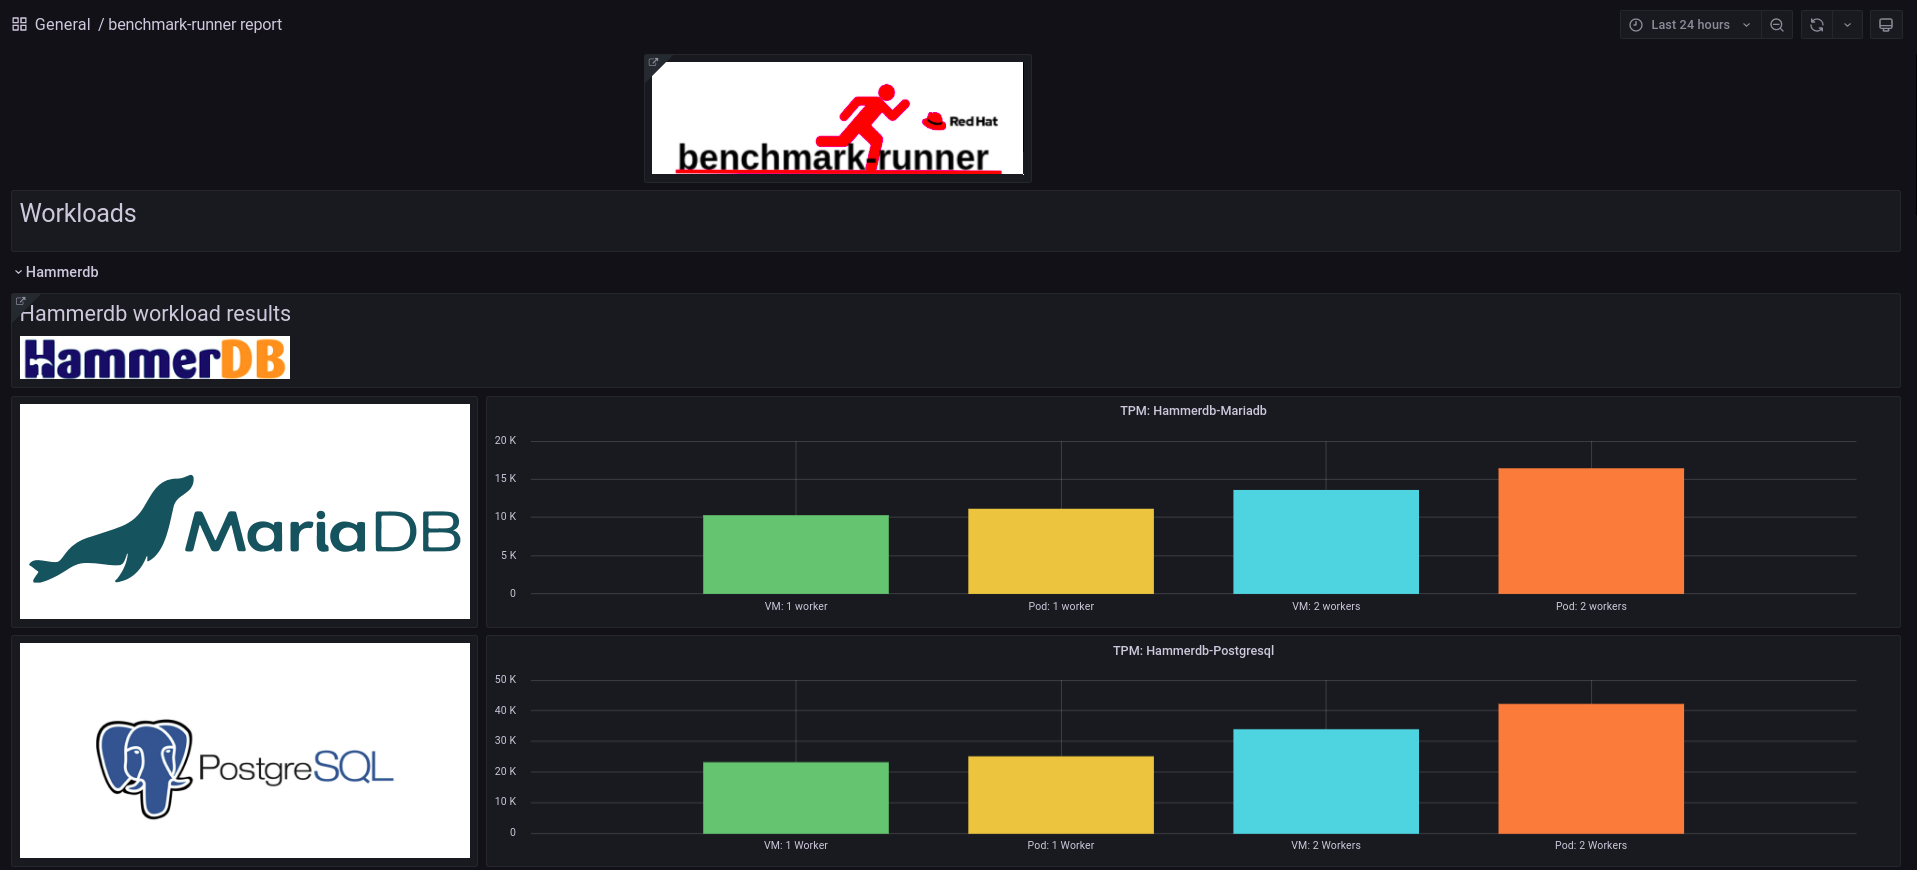 General / benchmark-runner report
Last 24 hours
Red Hat
benchmark-runner
Workloads
Hammerdb
Hammerdb workload results
HammerDB
MariaDB
TPM: Hammerdb-Mariadb
20 K
15 K
10 K
5 K
0
VM: 1 worker
Pod: 1 worker
VM: 2 workers
Pod: 2 workers
PostgreSQL
TPM: Hammerdb-Postgresql
50 K
40 K
30 K
20 K
10 K
0
VM: 1 Worker
Pod: 1 Worker
VM: 2 Workers
Pod: 2 Workers